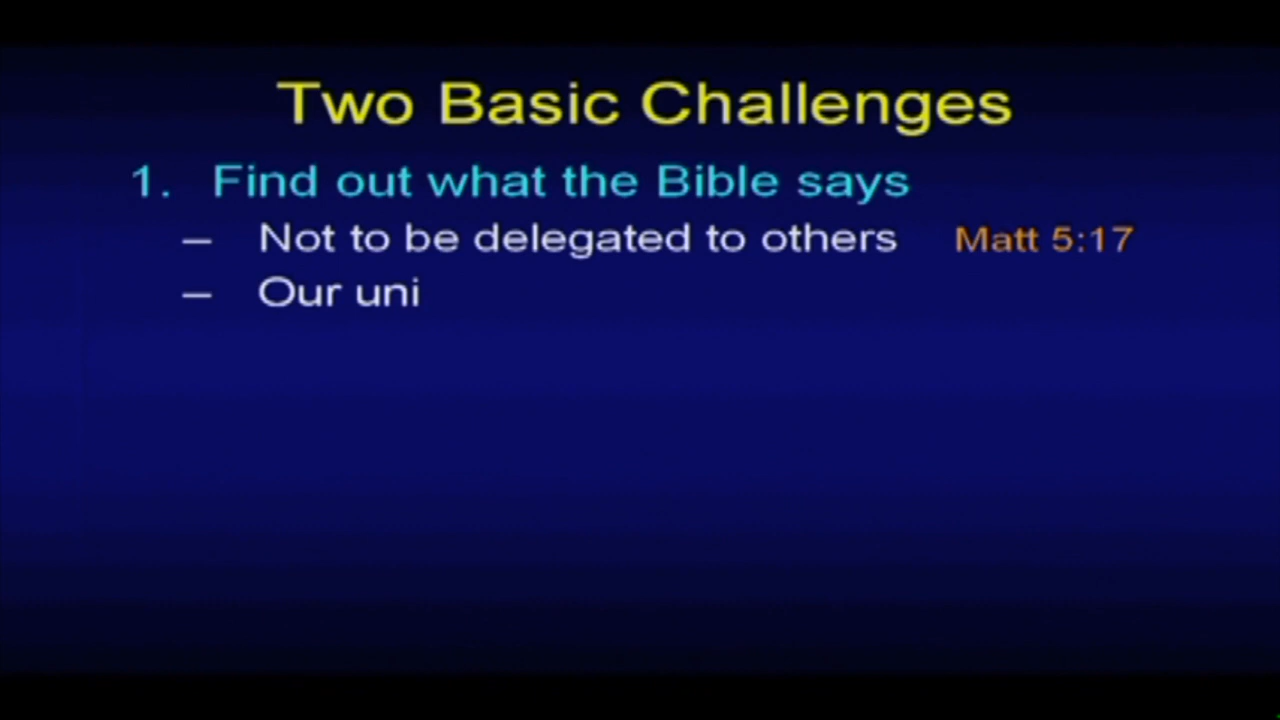 Two Basic Challenges
1. Find out what the Bible says
– Not to be delegated to others Matt 5:17
– Our uni